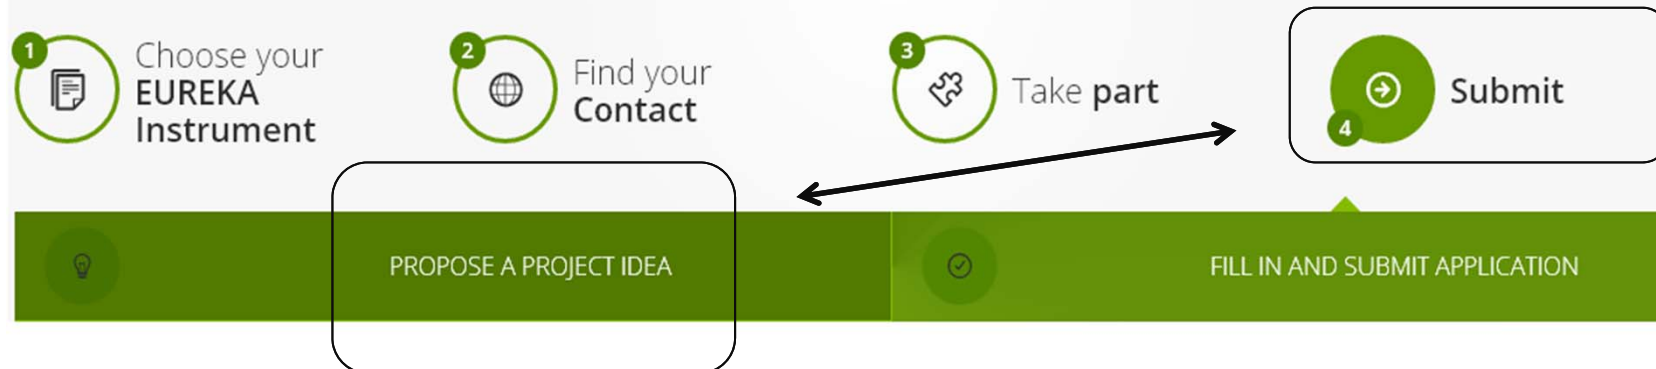 1
Choose your
EUREKA
Instrument
2
Find your
Contact
3
Take part
4
Submit
PROPOSE A PROJECT IDEA
FILL IN AND SUBMIT APPLICATION